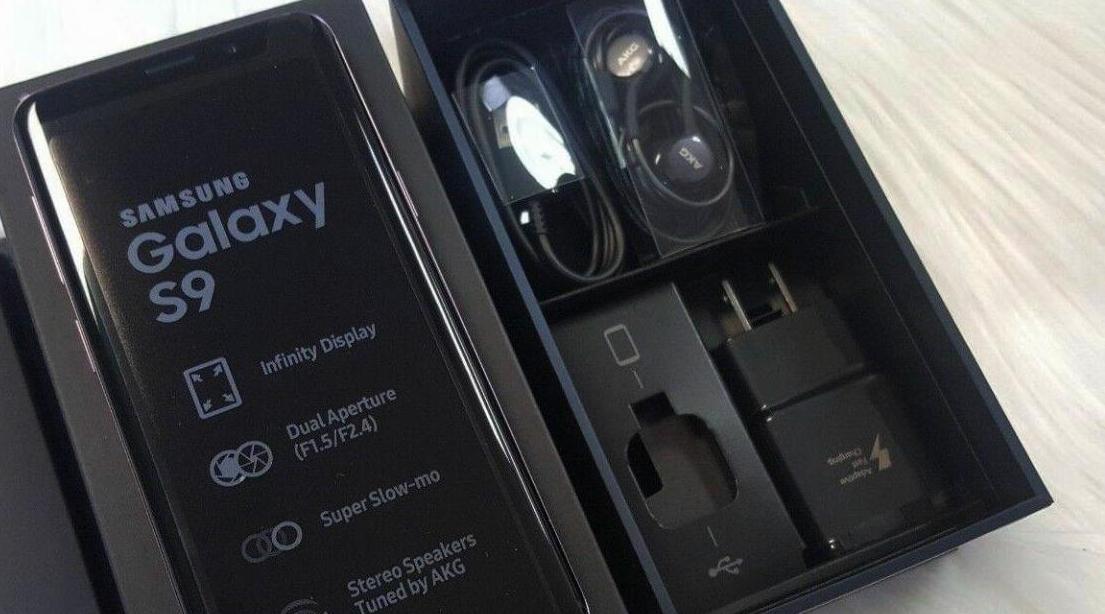 SAMSUNG
Galaxy
S9
Infinity Display
Dual Aperture
(F1.5/F2.4)
Super Slow-mo
Stereo Speakers
Tuned by AKG
AKG
AKG
Adaptive
Fast
Charging